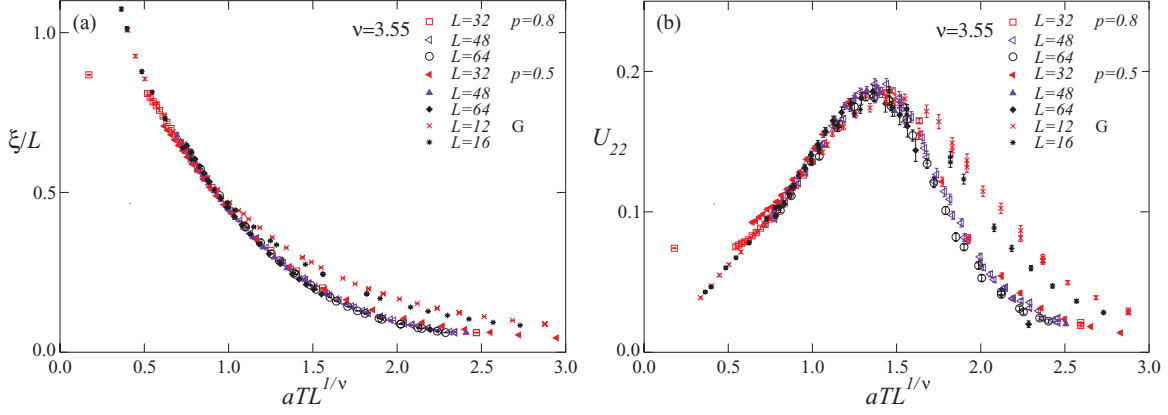 (a)
ν=3.55
L=32 p=0.8
L=48
L=64
L=32 p=0.5
L=48
L=64
L=12 G
L=16
1.0
0.5
0.0
ξ/L
0.0 0.5 1.0 1.5 2.0 2.5 3.0
aTL^{1/ν}
(b)
ν=3.55
L=32 p=0.8
L=48
L=64
L=32 p=0.5
L=48
L=64
L=12 G
L=16
0.2
0.1
0.00
U_{22}
0.0 0.5 1.0 1.5 2.0 2.5 3.0
aTL^{1/ν}